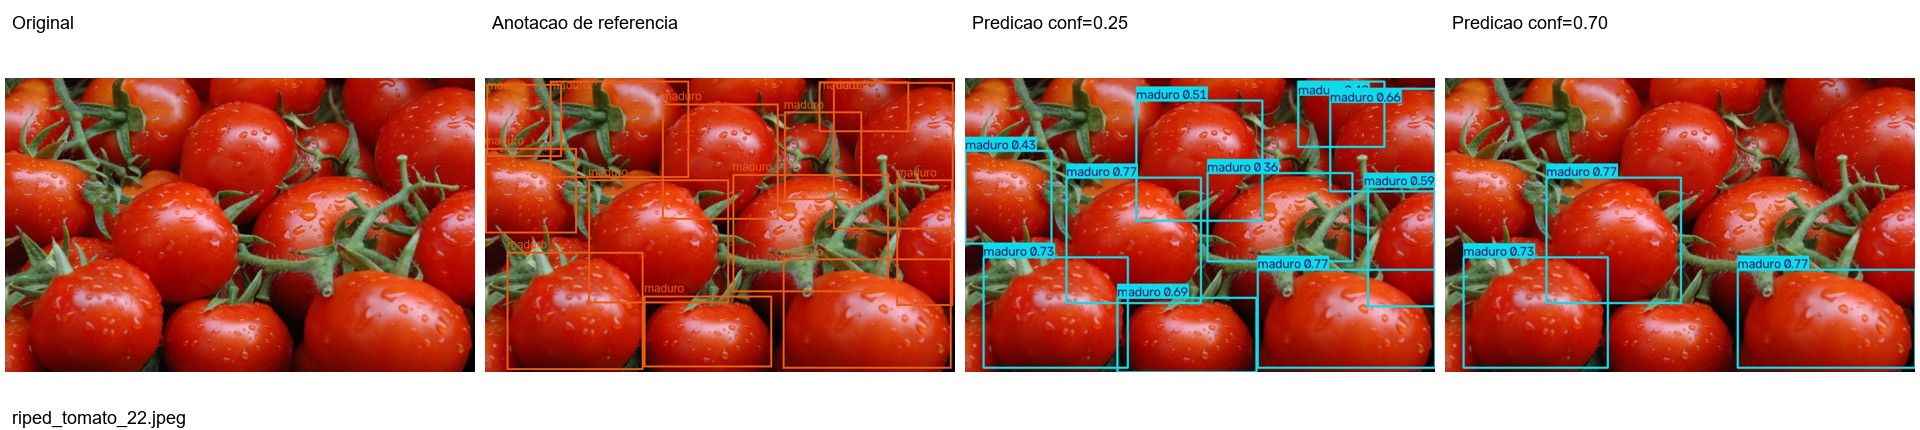 Original
Anotacao de referencia
Predicao conf=0.25
Predicao conf=0.70
maduro
maduro
maduro
maduro
maduro
maduro
maduro
maduro
maduro
maduro
maduro
maduro 0.51
maduro 0.66
maduro 0.43
maduro 0.77
maduro 0.36
maduro 0.59
maduro 0.73
maduro 0.77
maduro 0.69
maduro 0.77
maduro 0.73
maduro 0.77
riped_tomato_22.jpeg